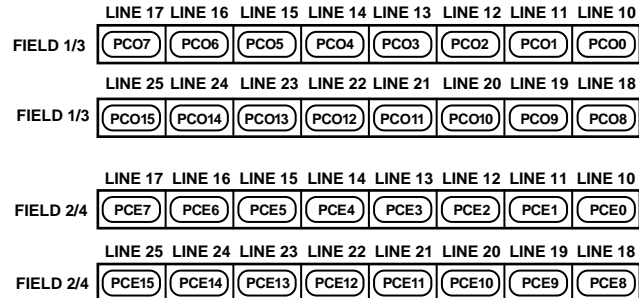 LINE 17 LINE 16 LINE 15 LINE 14 LINE 13 LINE 12 LINE 11 LINE 10
FIELD 1/3 PCO7 PCO6 PCO5 PCO4 PCO3 PCO2 PCO1 PCO0
LINE 25 LINE 24 LINE 23 LINE 22 LINE 21 LINE 20 LINE 19 LINE 18
FIELD 1/3 PCO15 PCO14 PCO13 PCO12 PCO11 PCO10 PCO9 PCO8
LINE 17 LINE 16 LINE 15 LINE 14 LINE 13 LINE 12 LINE 11 LINE 10
FIELD 2/4 PCE7 PCE6 PCE5 PCE4 PCE3 PCE2 PCE1 PCE0
LINE 25 LINE 24 LINE 23 LINE 22 LINE 21 LINE 20 LINE 19 LINE 18
FIELD 2/4 PCE15 PCE14 PCE13 PCE12 PCE11 PCE10 PCE9 PCE8